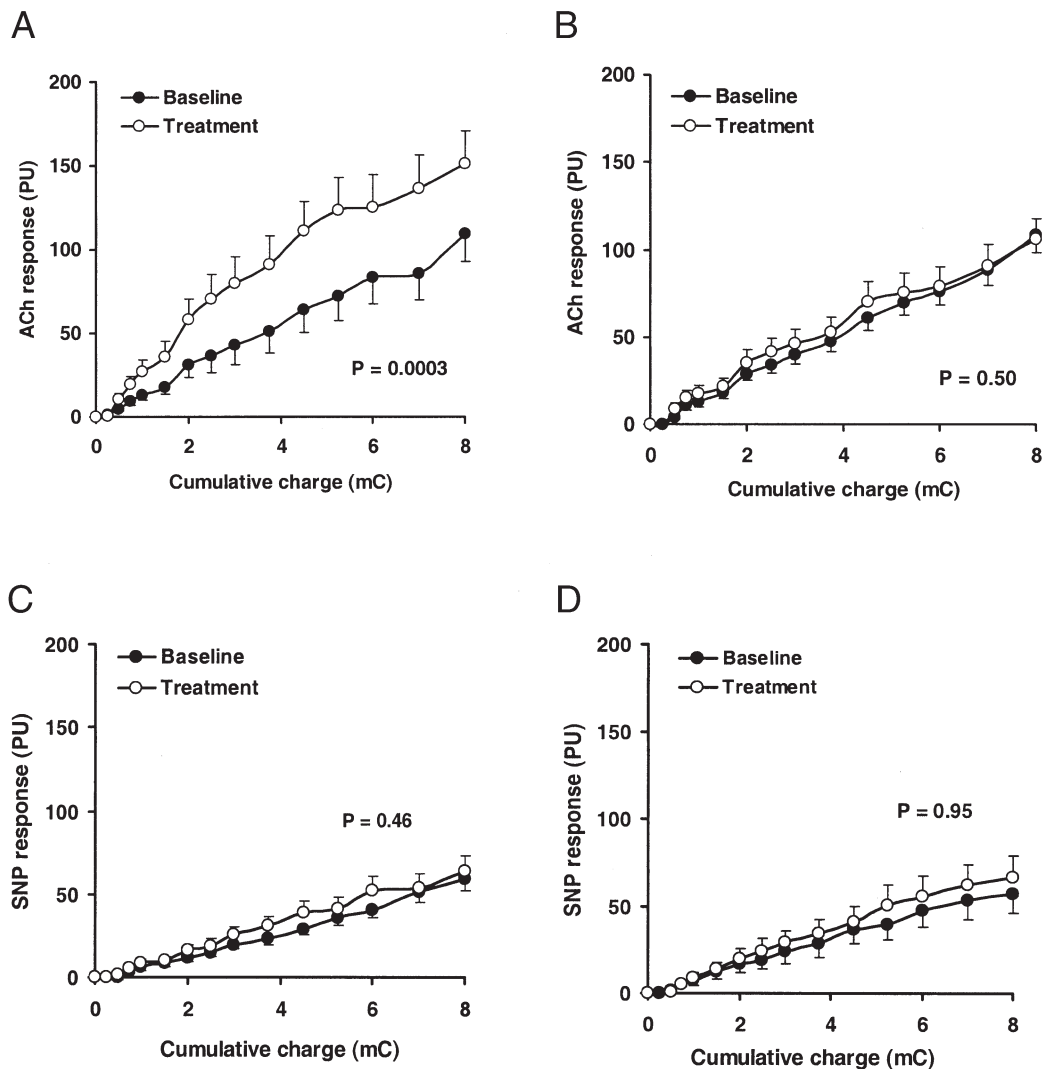 A
200
150
100
50
0
ACh response (PU)
Baseline
Treatment
P = 0.0003
0 2 4 6 8
Cumulative charge (mC)
B
200
150
100
50
0
ACh response (PU)
Baseline
Treatment
P = 0.50
0 2 4 6 8
Cumulative charge (mC)
C
200
150
100
50
0
SNP response (PU)
Baseline
Treatment
P = 0.46
0 2 4 6 8
Cumulative charge (mC)
D
200
150
100
50
0
SNP response (PU)
Baseline
Treatment
P = 0.95
0 2 4 6 8
Cumulative charge (mC)